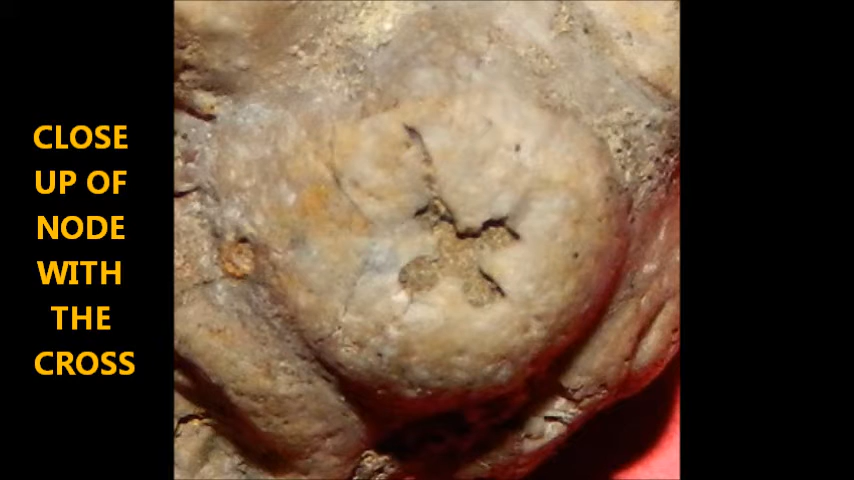 CLOSE
UP OF
NODE
WITH
THE
CROSS